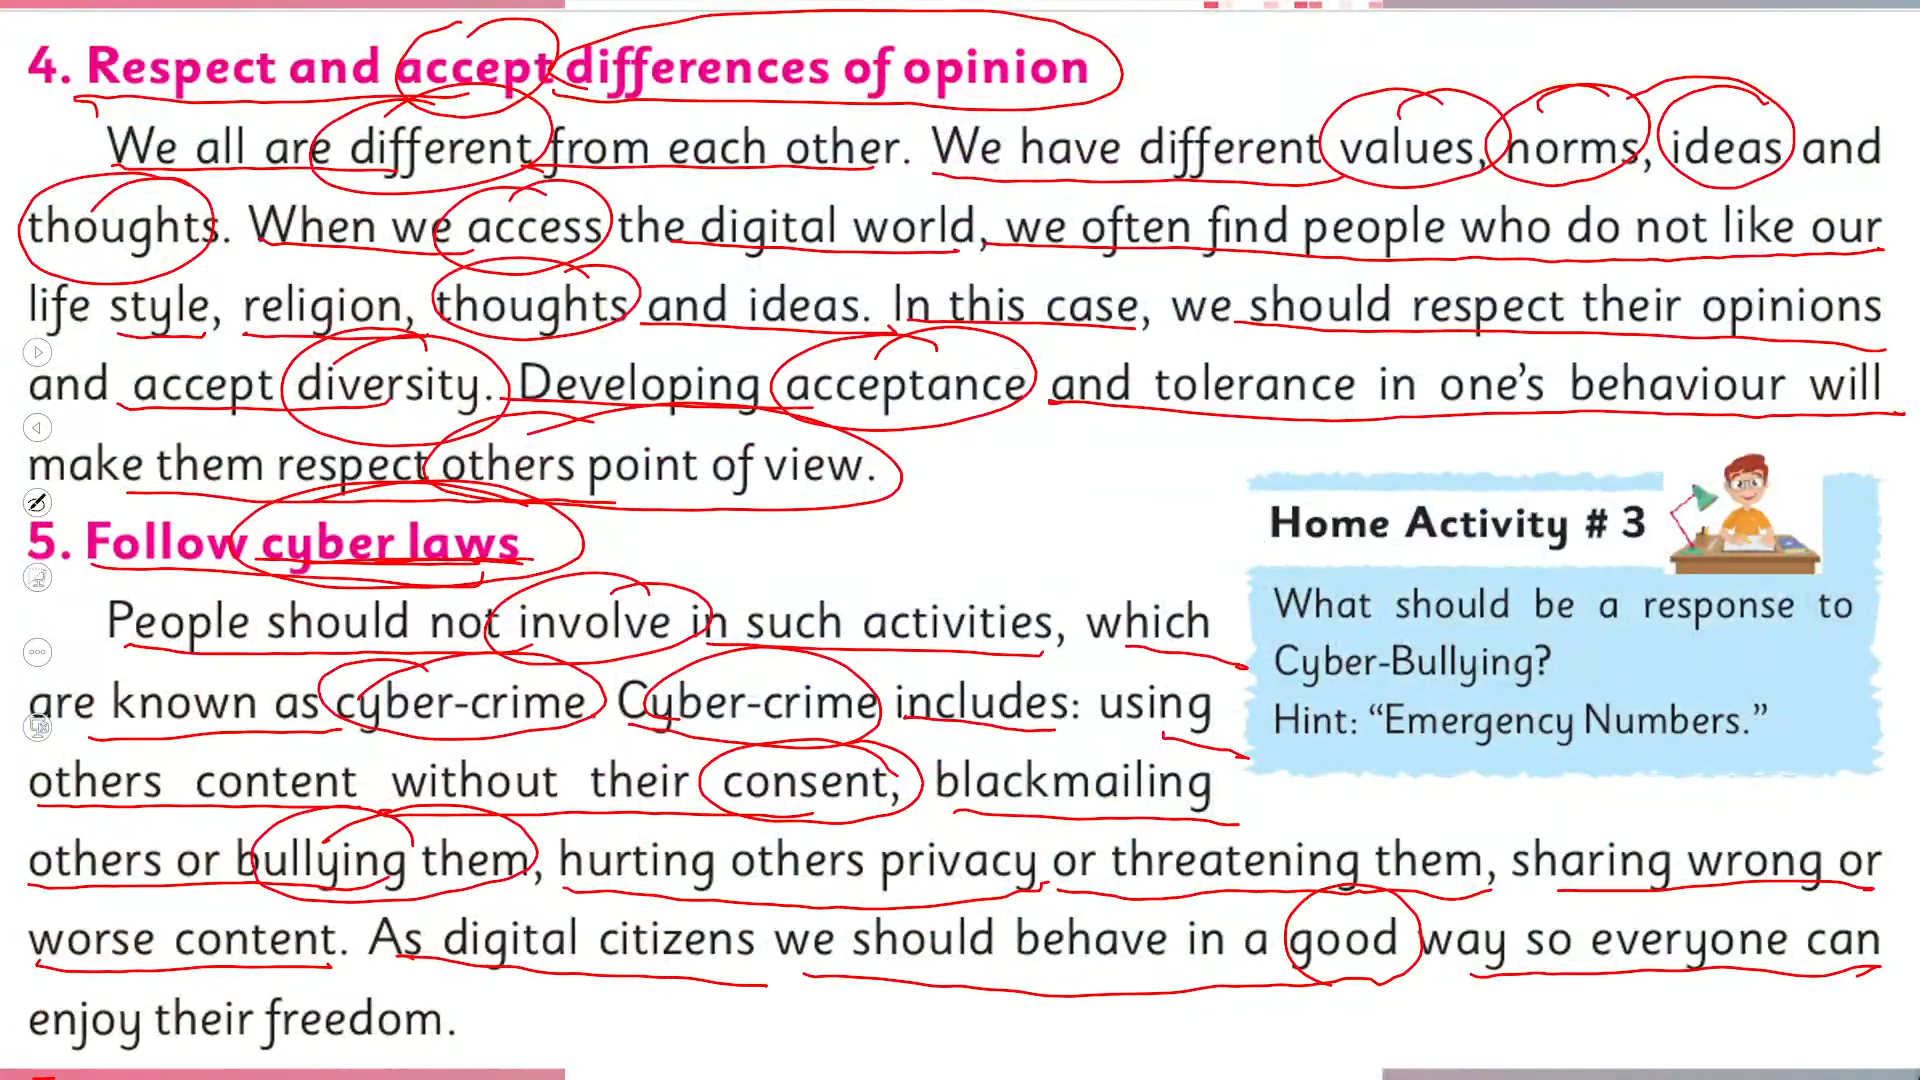 4. Respect and accept differences of opinion
We all are different from each other. We have different values, norms, ideas and
thoughts. When we access the digital world, we often find people who do not like our
life style, religion, thoughts and ideas. In this case, we should respect their opinions
and accept diversity. Developing acceptance and tolerance in one's behaviour will
make them respect others point of view.
5. Follow cyber laws
People should not involve in such activities, which
are known as cyber-crime. Cyber-crime includes: using
others content without their consent, blackmailing
others or bullying them, hurting others privacy or threatening them, sharing wrong or
worse content. As digital citizens we should behave in a good way so everyone can
enjoy their freedom.
Home Activity # 3
What should be a response to
Cyber-Bullying?
Hint: “Emergency Numbers.”